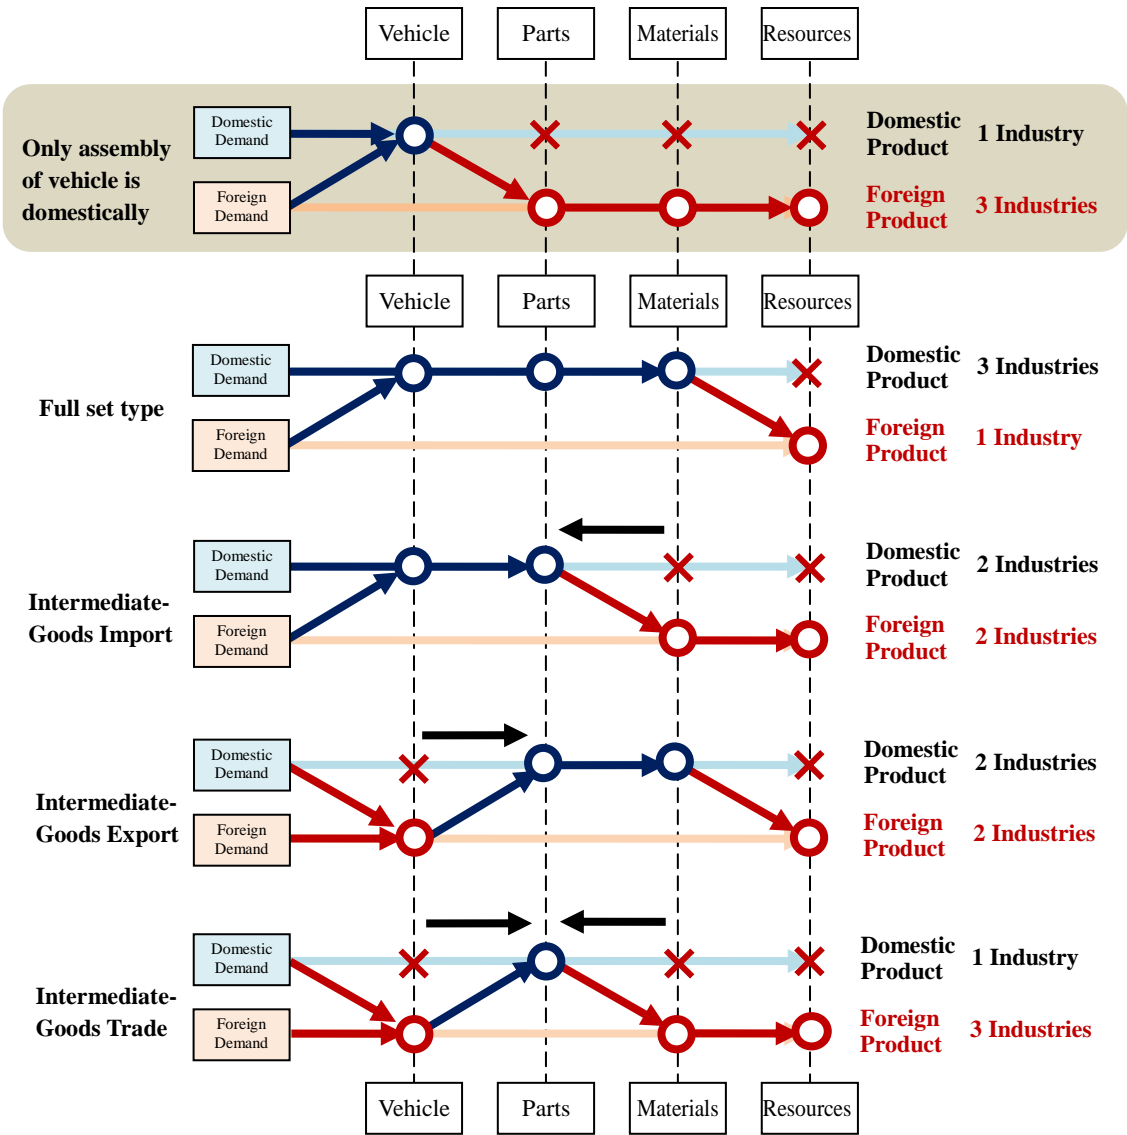 Vehicle
Parts
Materials
Resources
Only assembly
of vehicle is
domestically
Domestic
Demand
Foreign
Demand
Domestic
Product
1 Industry
Foreign
Product
3 Industries
Vehicle
Parts
Materials
Resources
Full set type
Domestic
Demand
Foreign
Demand
Domestic
Product
3 Industries
Foreign
Product
1 Industry
Intermediate-
Goods Import
Domestic
Demand
Foreign
Demand
Domestic
Product
2 Industries
Foreign
Product
2 Industries
Intermediate-
Goods Export
Domestic
Demand
Foreign
Demand
Domestic
Product
2 Industries
Foreign
Product
2 Industries
Intermediate-
Goods Trade
Domestic
Demand
Foreign
Demand
Domestic
Product
1 Industry
Foreign
Product
3 Industries
Vehicle
Parts
Materials
Resources